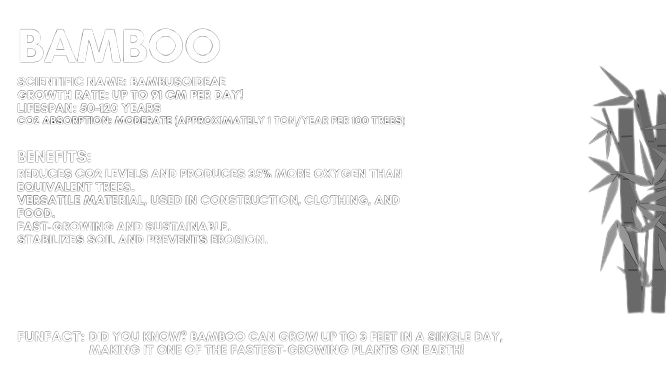 BAMBOO
SCIENTIFIC NAME: BAMBUSOIDEAE
GROWTH RATE: UP TO 91 CM PER DAY!
LIFESPAN: 50-120 YEARS
CO2 ABSORPTION: MODERATE (APPROXIMATELY 1 TON/YEAR PER 100 TREES)
BENEFITS:
REDUCES CO2 LEVELS AND PRODUCES 35% MORE OXYGEN THAN
EQUIVALENT TREES.
VERSATILE MATERIAL, USED IN CONSTRUCTION, CLOTHING, AND
FOOD.
FAST-GROWING AND SUSTAINABLE.
STABILIZES SOIL AND PREVENTS EROSION.
FUNFACT: DID YOU KNOW? BAMBOO CAN GROW UP TO 3 FEET IN A SINGLE DAY,
MAKING IT ONE OF THE FASTEST-GROWING PLANTS ON EARTH!